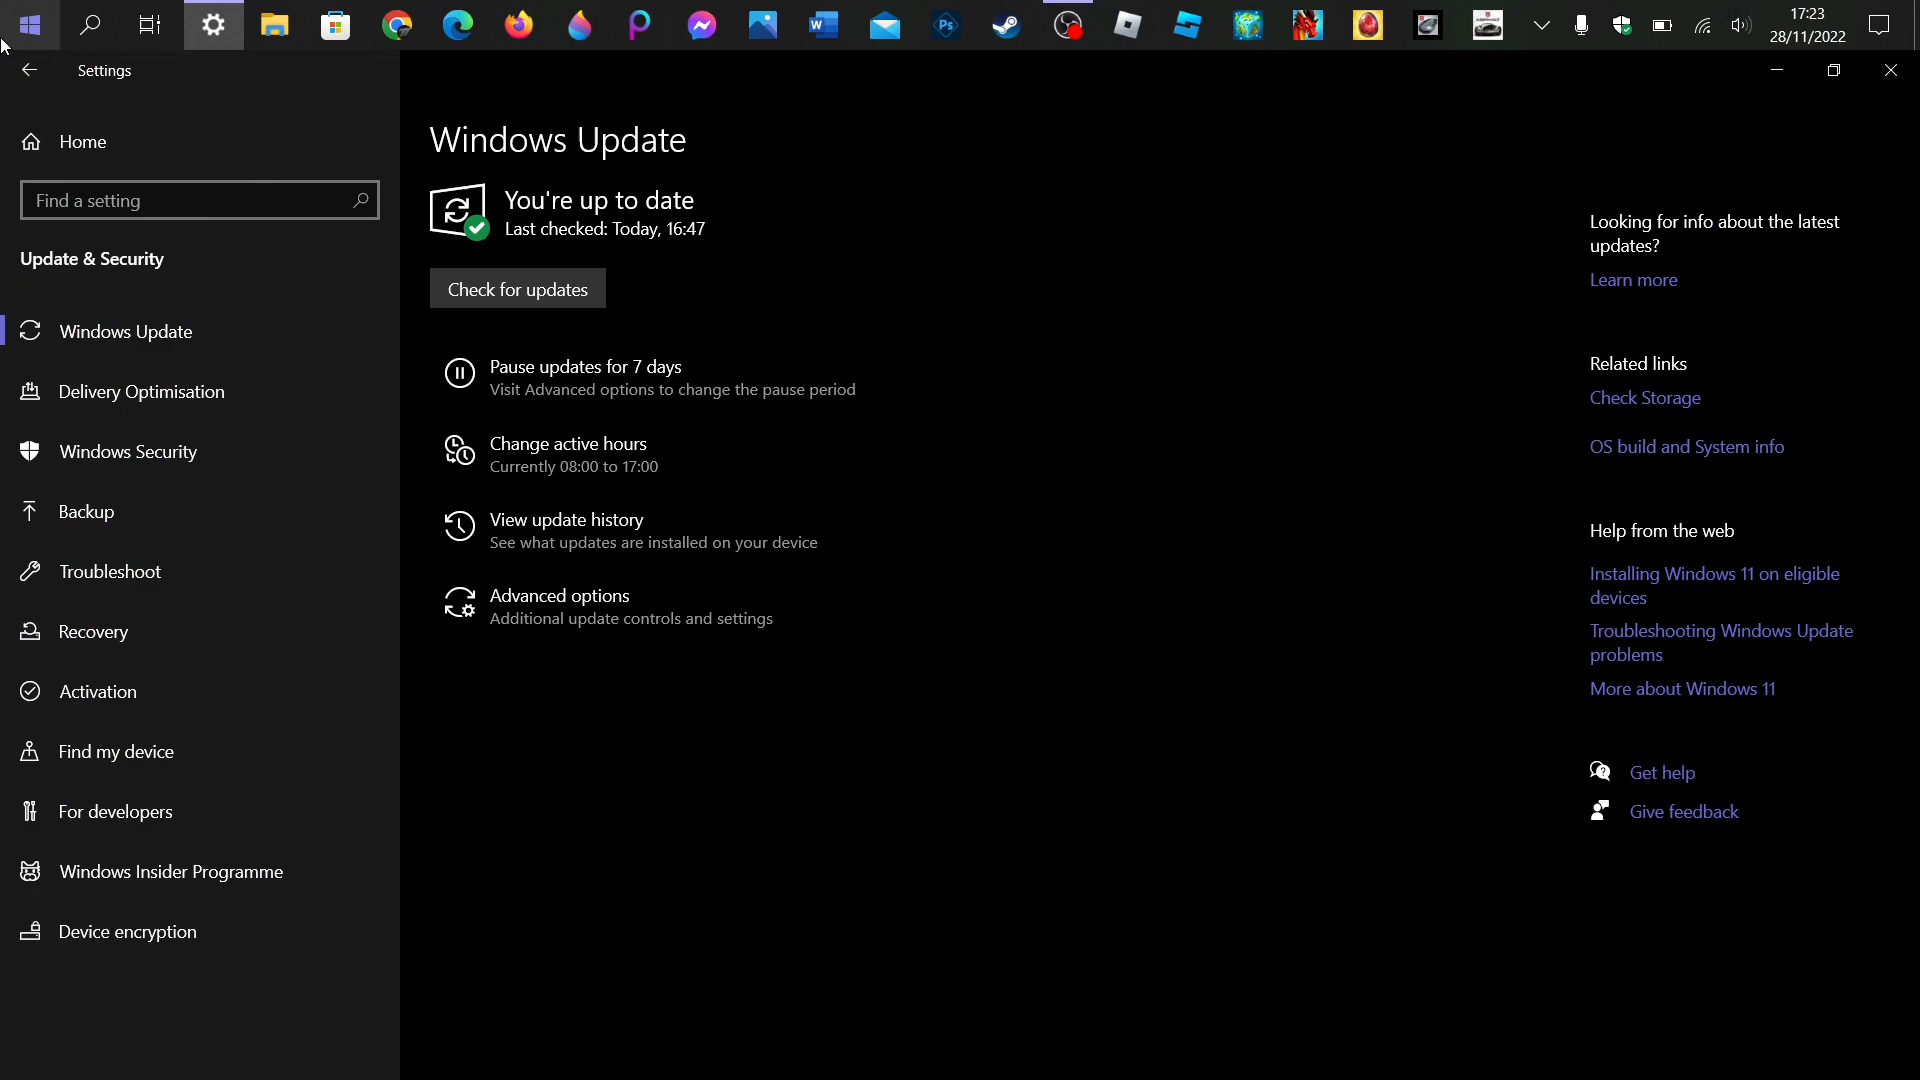 17:23
28/11/2022
Settings
Home
Find a setting
Update & Security
Windows Update
Delivery Optimisation
Windows Security
Backup
Troubleshoot
Recovery
Activation
Find my device
For developers
Windows Insider Programme
Device encryption
Windows Update
You're up to date
Last checked: Today, 16:47
Check for updates
Pause updates for 7 days
Visit Advanced options to change the pause period
Change active hours
Currently 08:00 to 17:00
View update history
See what updates are installed on your device
Advanced options
Additional update controls and settings
Looking for info about the latest
updates?
Learn more
Related links
Check Storage
OS build and System info
Help from the web
Installing Windows 11 on eligible
devices
Troubleshooting Windows Update
problems
More about Windows 11
Get help
Give feedback